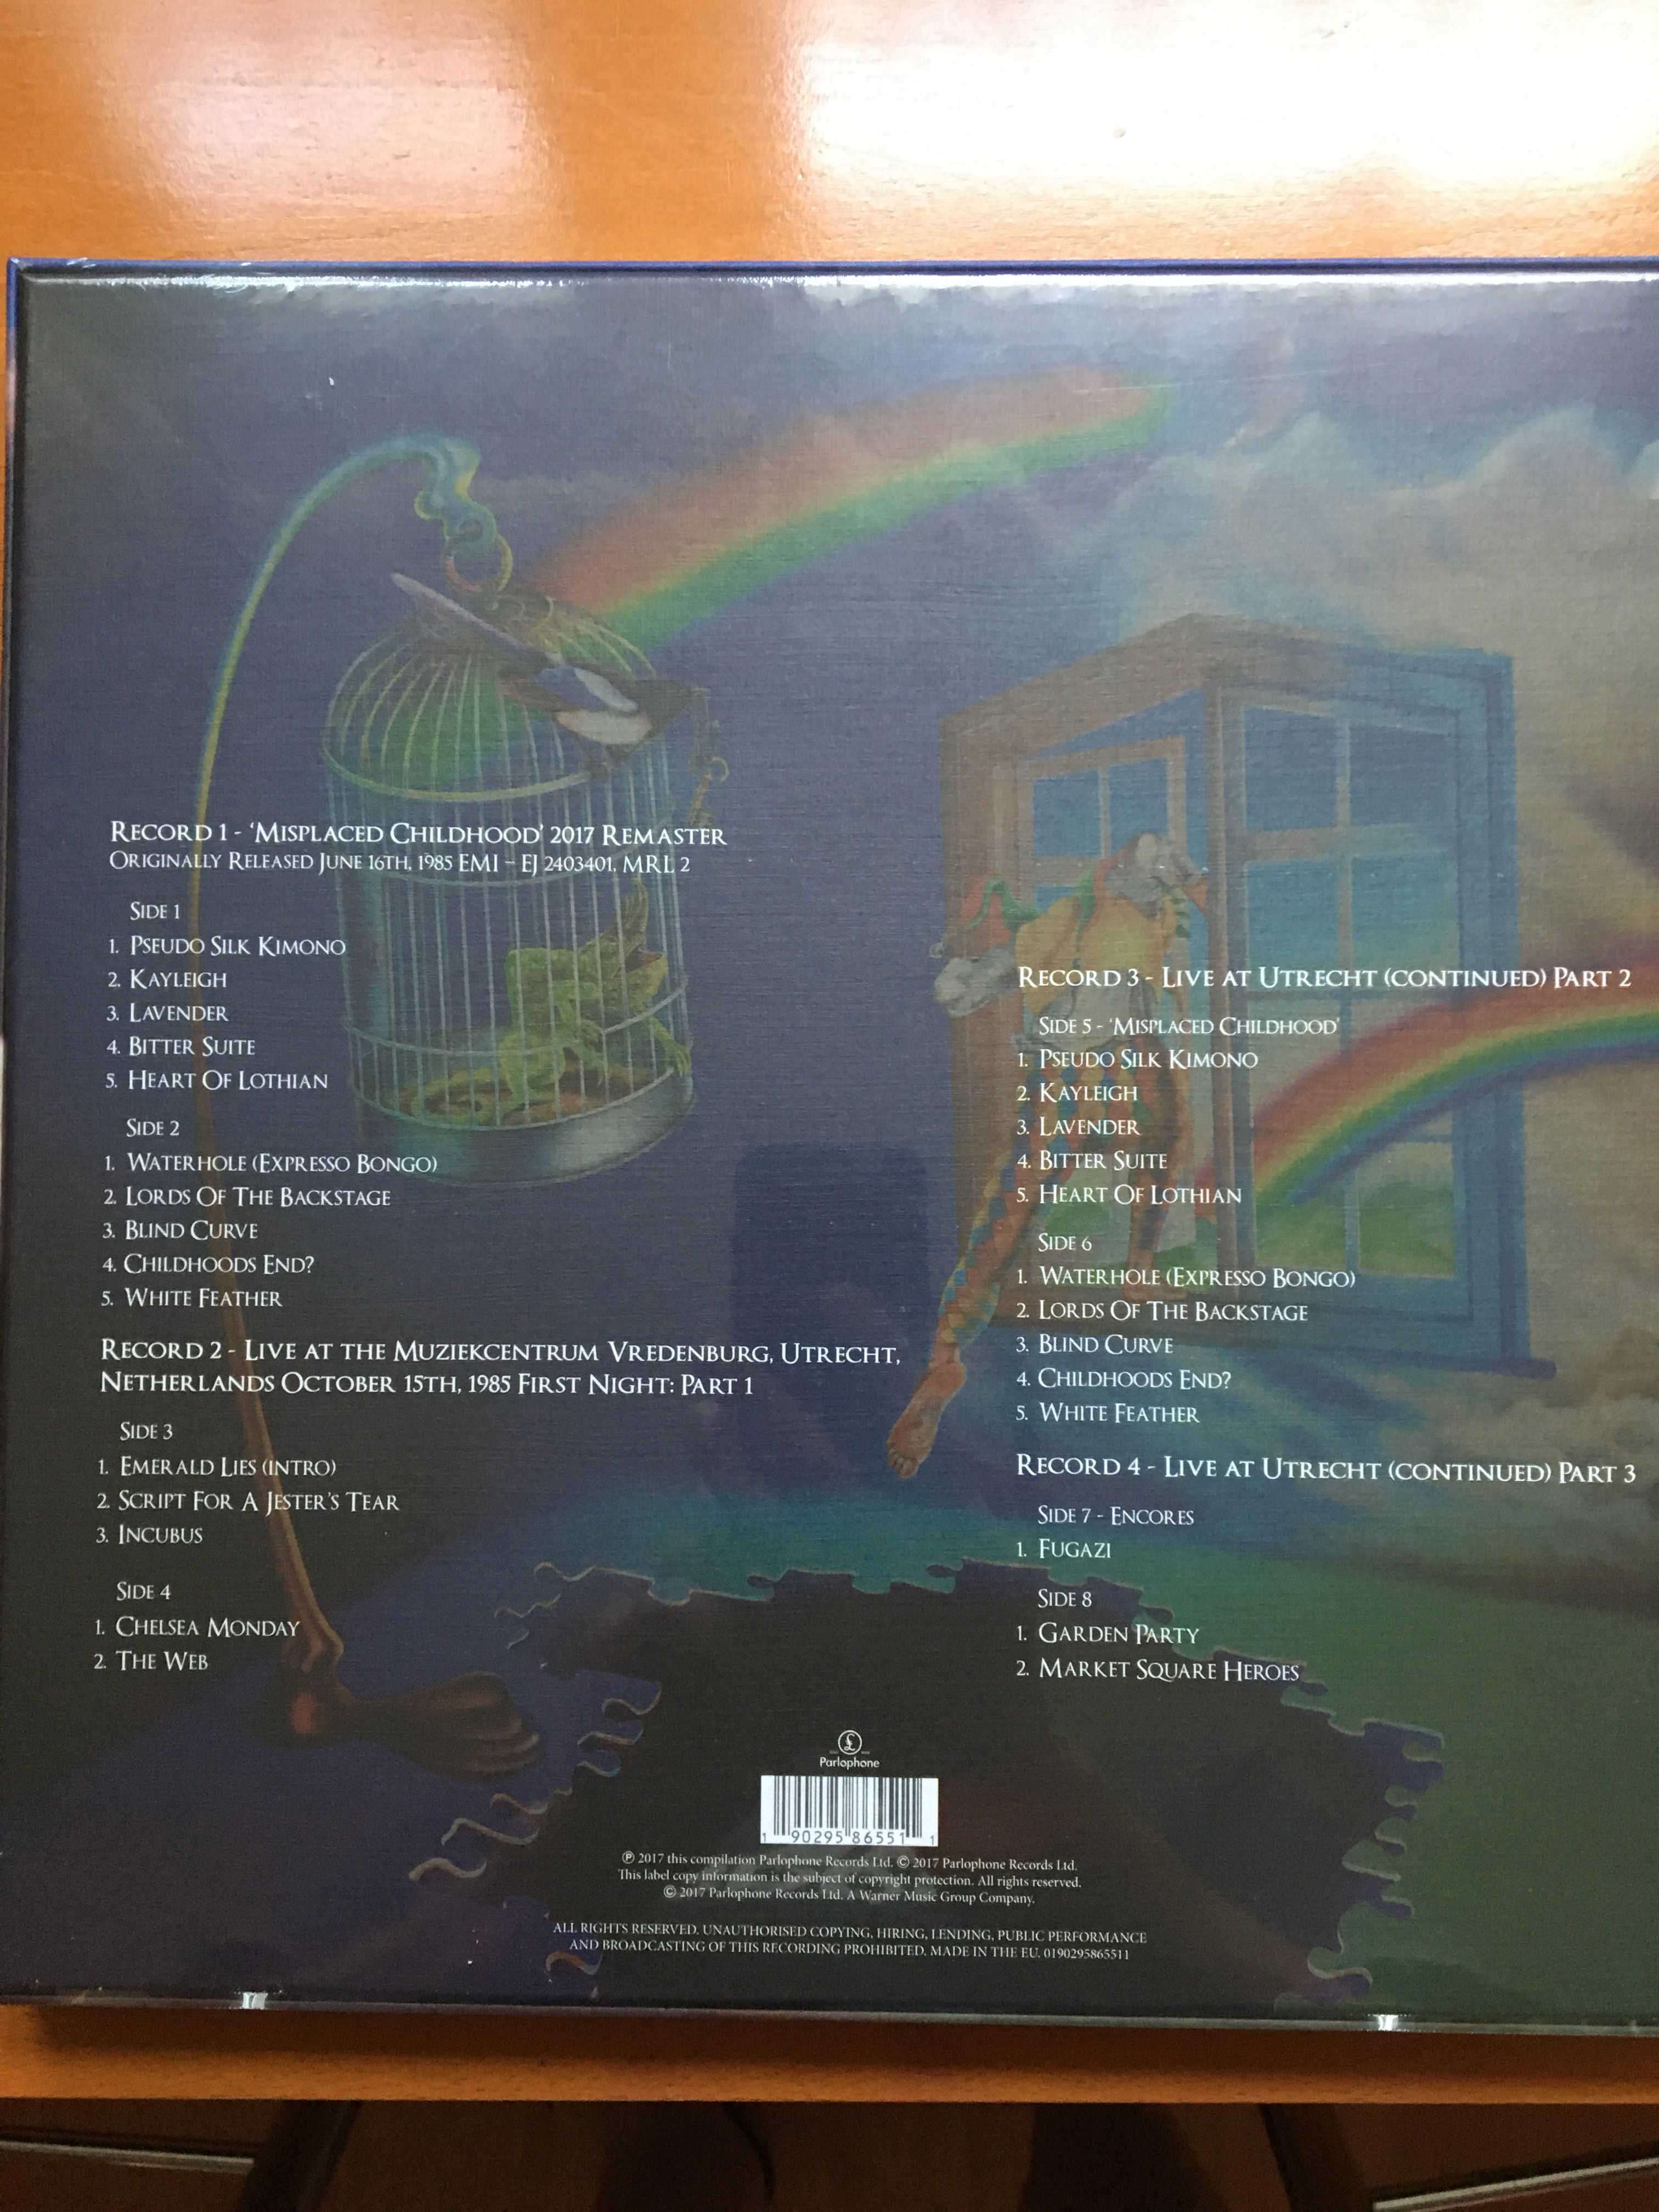 Record 1 - ‘Misplaced Childhood’ 2017 Remaster
Originally Released June 16th, 1985 EMI – EJ 2403401, MRL 2
Side 1
1. Pseudo Silk Kimono
2. Kayleigh
3. Lavender
4. Bitter Suite
5. Heart Of Lothian
Side 2
1. Waterhole (Expresso Bongo)
2. Lords Of The Backstage
3. Blind Curve
4. Childhoods End?
5. White Feather
Record 2 - Live at the Muziekcentrum Vredenburg, Utrecht,
Netherlands October 15th, 1985 First Night: Part 1
Side 3
1. Emerald Lies (intro)
2. Script For A Jester's Tear
3. Incubus
Side 4
1. Chelsea Monday
2. The Web
Record 3 - Live at Utrecht (continued) Part 2
Side 5 - ‘Misplaced Childhood’
1. Pseudo Silk Kimono
2. Kayleigh
3. Lavender
4. Bitter Suite
5. Heart Of Lothian
Side 6
1. Waterhole (Expresso Bongo)
2. Lords Of The Backstage
3. Blind Curve
4. Childhoods End?
5. White Feather
Record 4 - Live at Utrecht (continued) Part 3
Side 7 - Encores
1. Fugazi
Side 8
1. Garden Party
2. Market Square Heroes
£
Parlophone
1 90295 86551 1
℗ 2017 this compilation Parlophone Records Ltd. © 2017 Parlophone Records Ltd.
This label copy information is the subject of copyright protection. All rights reserved.
© 2017 Parlophone Records Ltd. A Warner Music Group Company.
ALL RIGHTS RESERVED. UNAUTHORISED COPYING, HIRING, LENDING, PUBLIC PERFORMANCE
AND BROADCASTING OF THIS RECORDING PROHIBITED. MADE IN THE EU. 0190295865511